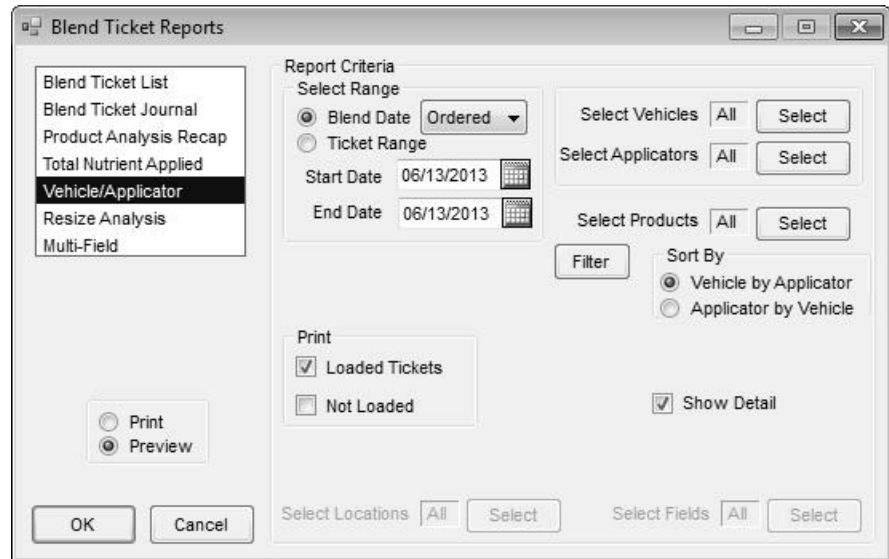 Blend Ticket Reports
Blend Ticket List
Blend Ticket Journal
Product Analysis Recap
Total Nutrient Applied
Vehicle/Applicator
Resize Analysis
Multi-Field
Print
Preview
OK
Cancel
Report Criteria
Select Range
Blend Date Ordered
Ticket Range
Start Date 06/13/2013
End Date 06/13/2013
Select Vehicles All Select
Select Applicators All Select
Select Products All Select
Filter
Sort By
Vehicle by Applicator
Applicator by Vehicle
Print
Loaded Tickets
Not Loaded
Show Detail
Select Locations All Select
Select Fields All Select